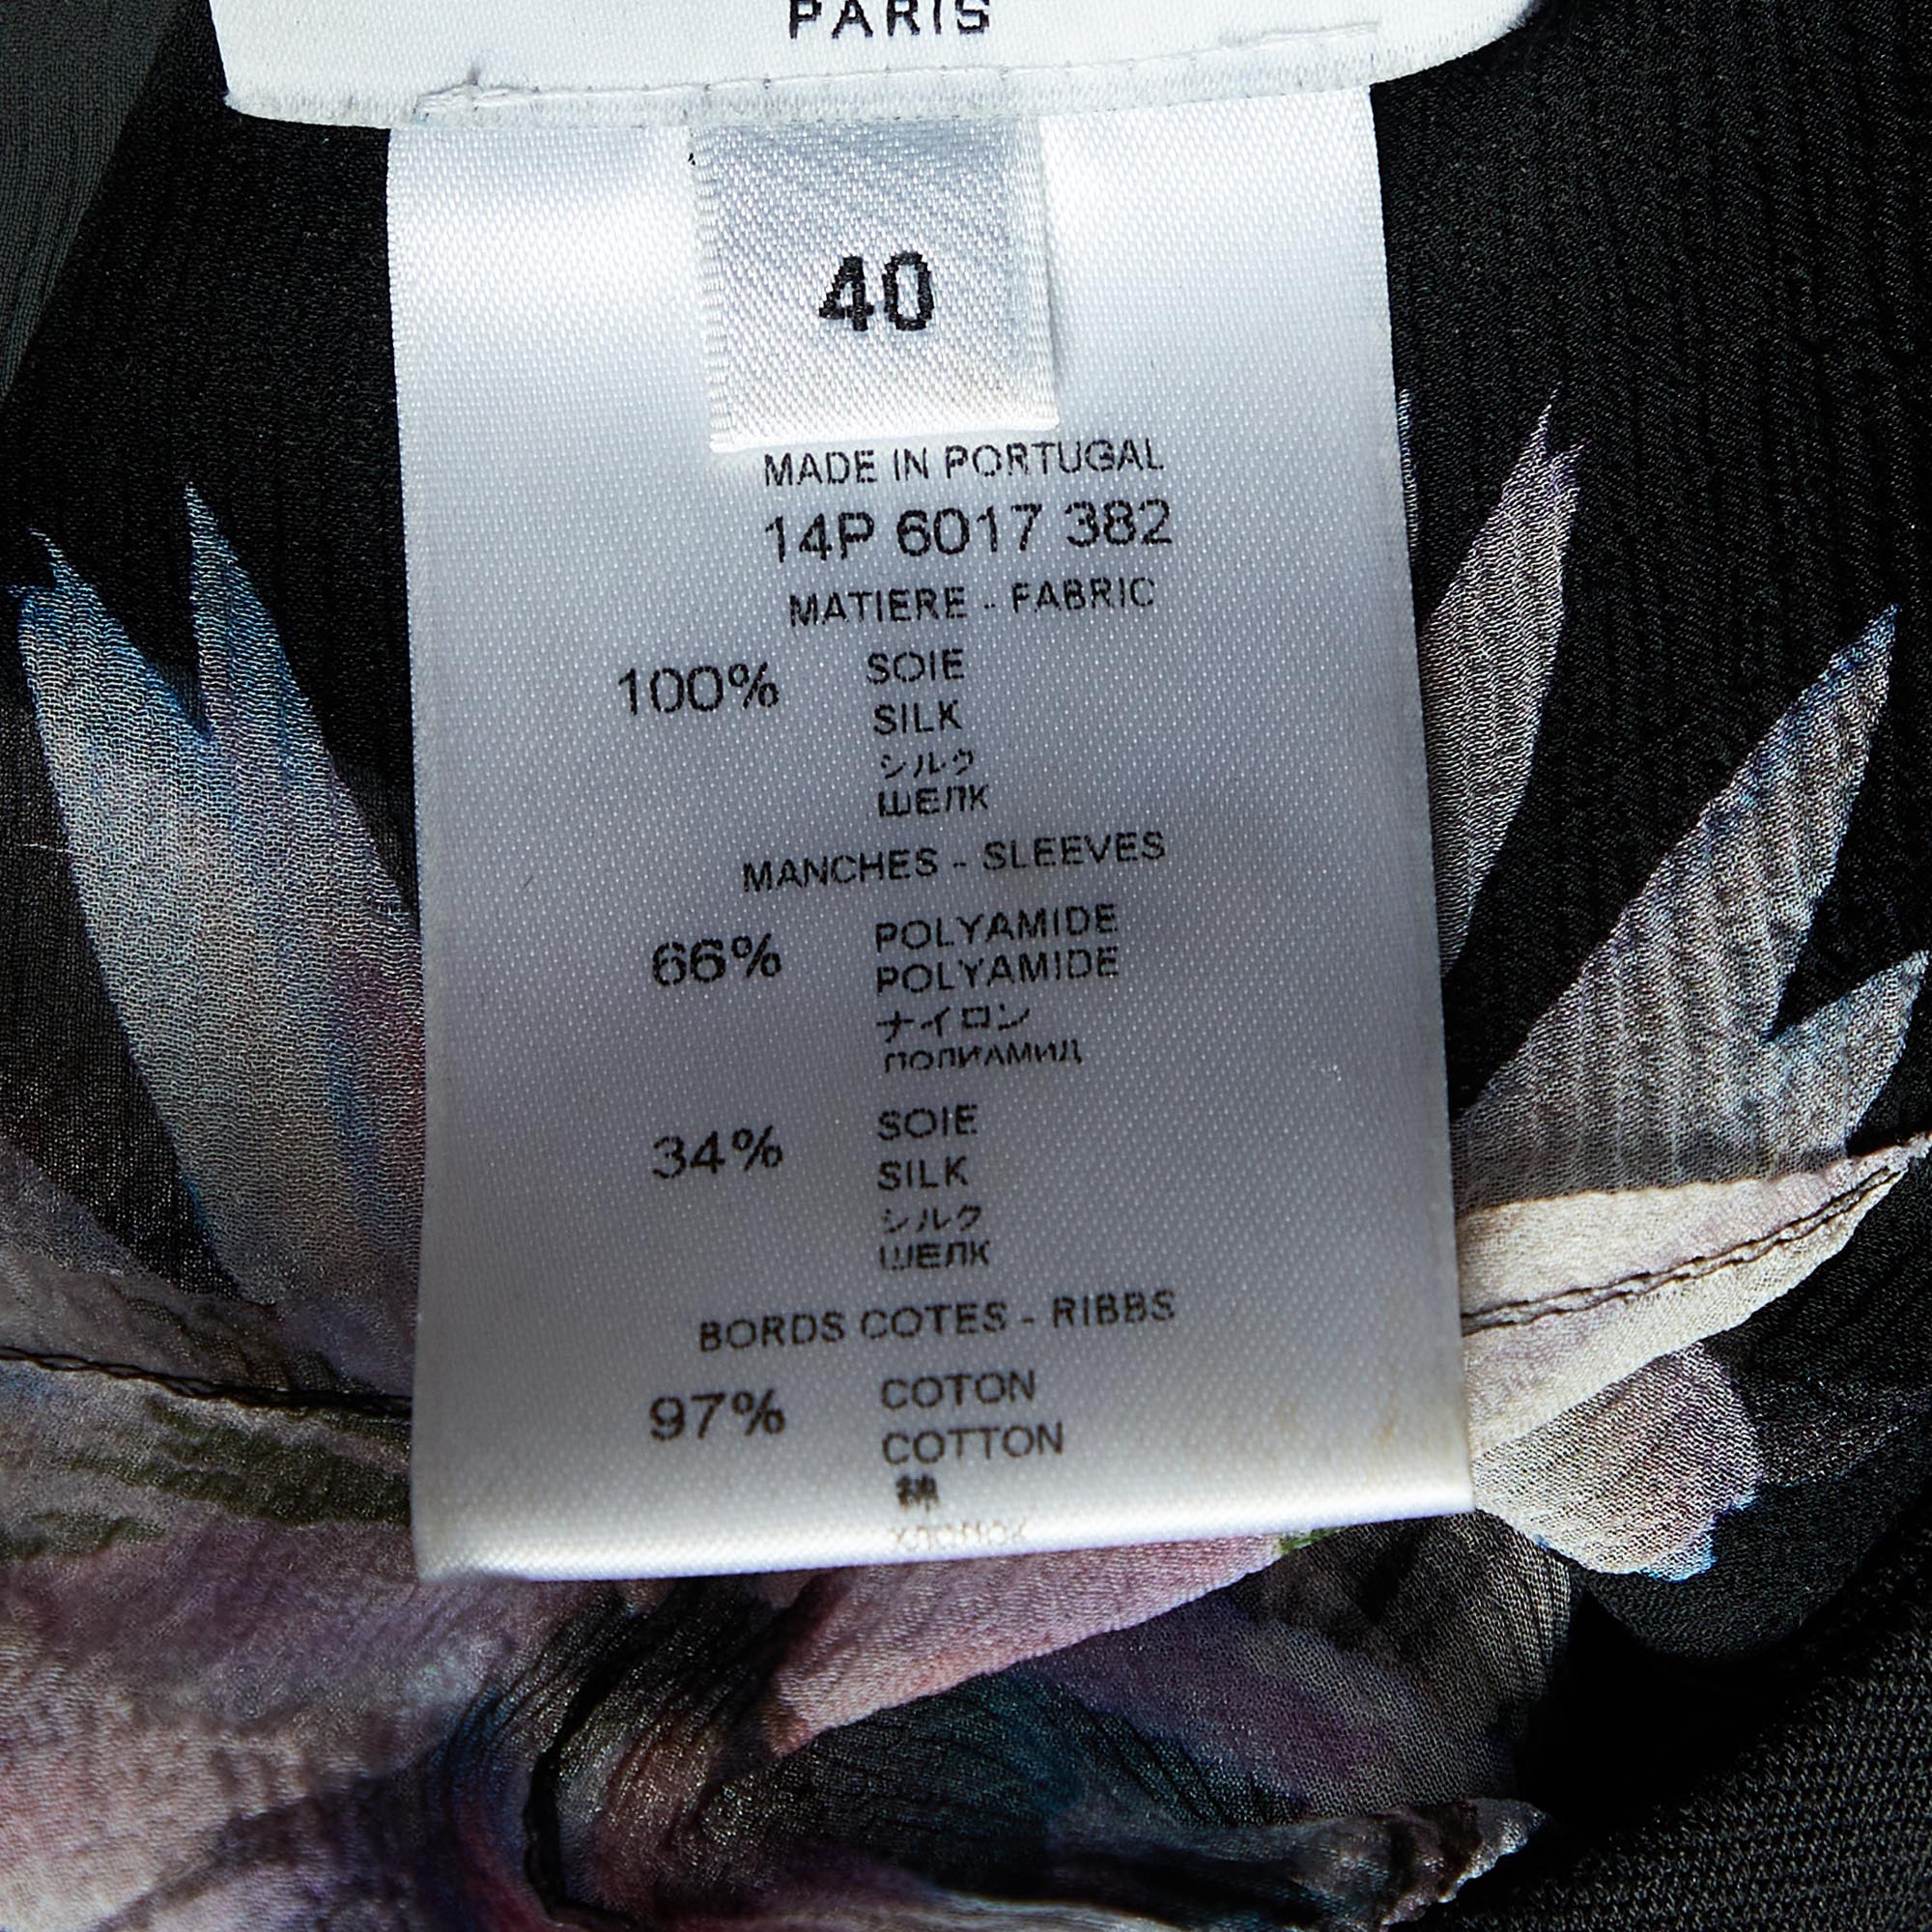 PARIS
40
MADE IN PORTUGAL
14P 6017 382
MATIERE - FABRIC
100% SOIE
SILK
シルク
ШЕЛК
MANCHES - SLEEVES
66% POLYAMIDE
POLYAMIDE
ナイロン
ПОЛИАМИД
34% SOIE
SILK
シルク
ШЕЛК
BORDS COTES - RIBBS
97% COTON
COTTON
綿